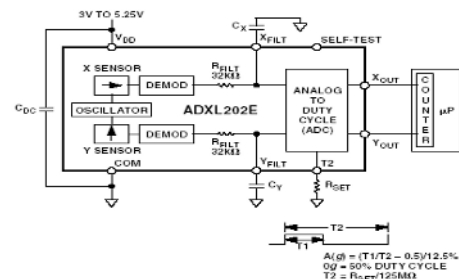 3V TO 5.25V
CX
VDD
XFILT
SELF-TEST
X SENSOR
DEMOD
RFILT
32kΩ
XOUT
CDC
OSCILLATOR
ADXL202E
ANALOG
TO
DUTY
CYCLE
(ADC)
COUNTER
μP
DEMOD
RFILT
32kΩ
YOUT
Y SENSOR
COM
YFILT
T2
CY
RSET
T2
T1
A(g) = (T1/T2 – 0.5)/12.5%
0g = 50% DUTY CYCLE
T2 = RSET/125MΩ